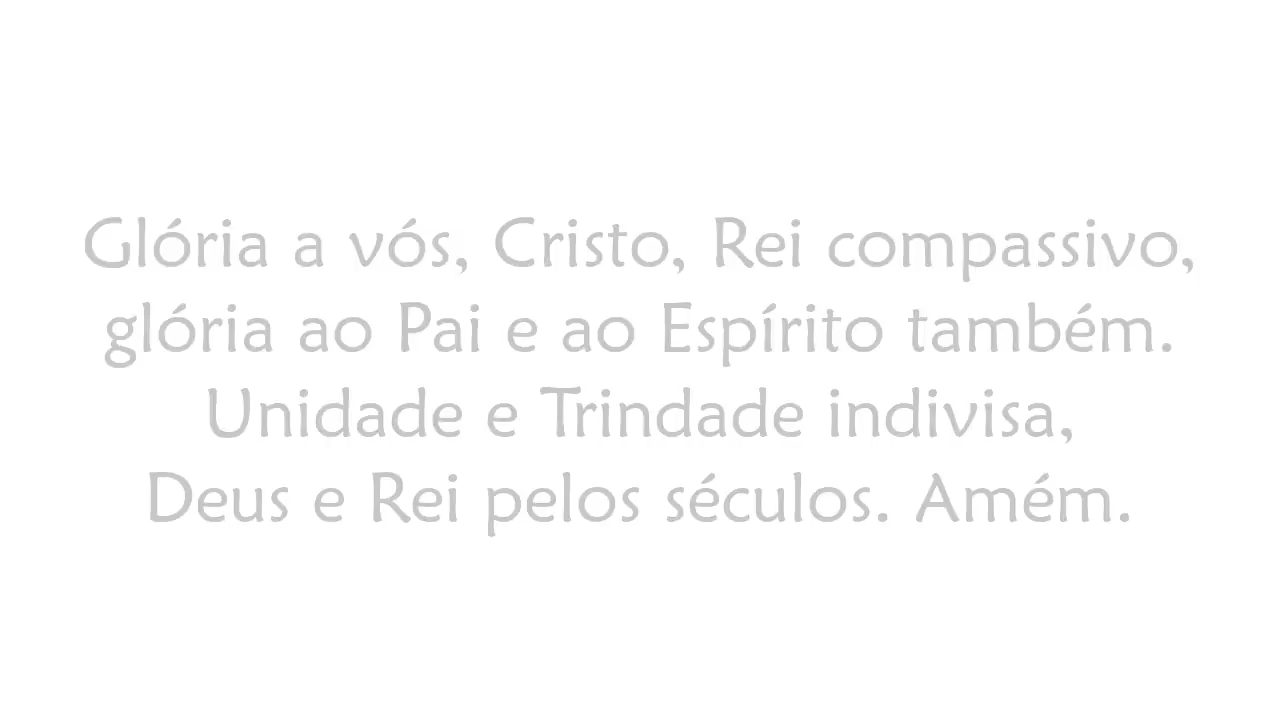 Glória a vós, Cristo, Rei compassivo,
glória ao Pai e ao Espírito também.
Unidade e Trindade indivisa,
Deus e Rei pelos séculos. Amém.